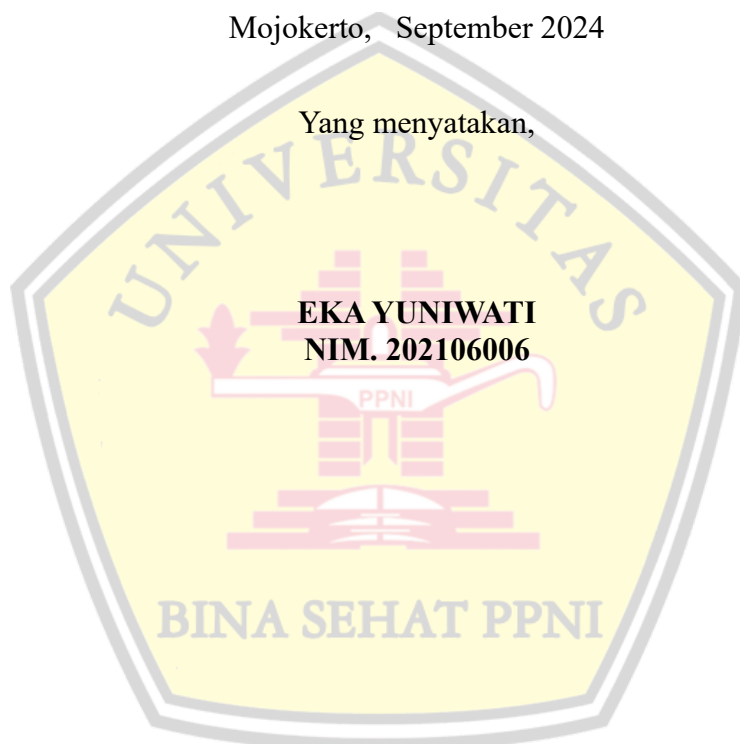 Mojokerto,   September 2024
Yang menyatakan,
UNIVERSITAS
EKA YUNIWATI
NIM. 202106006
PPNI
BINA SEHAT PPNI